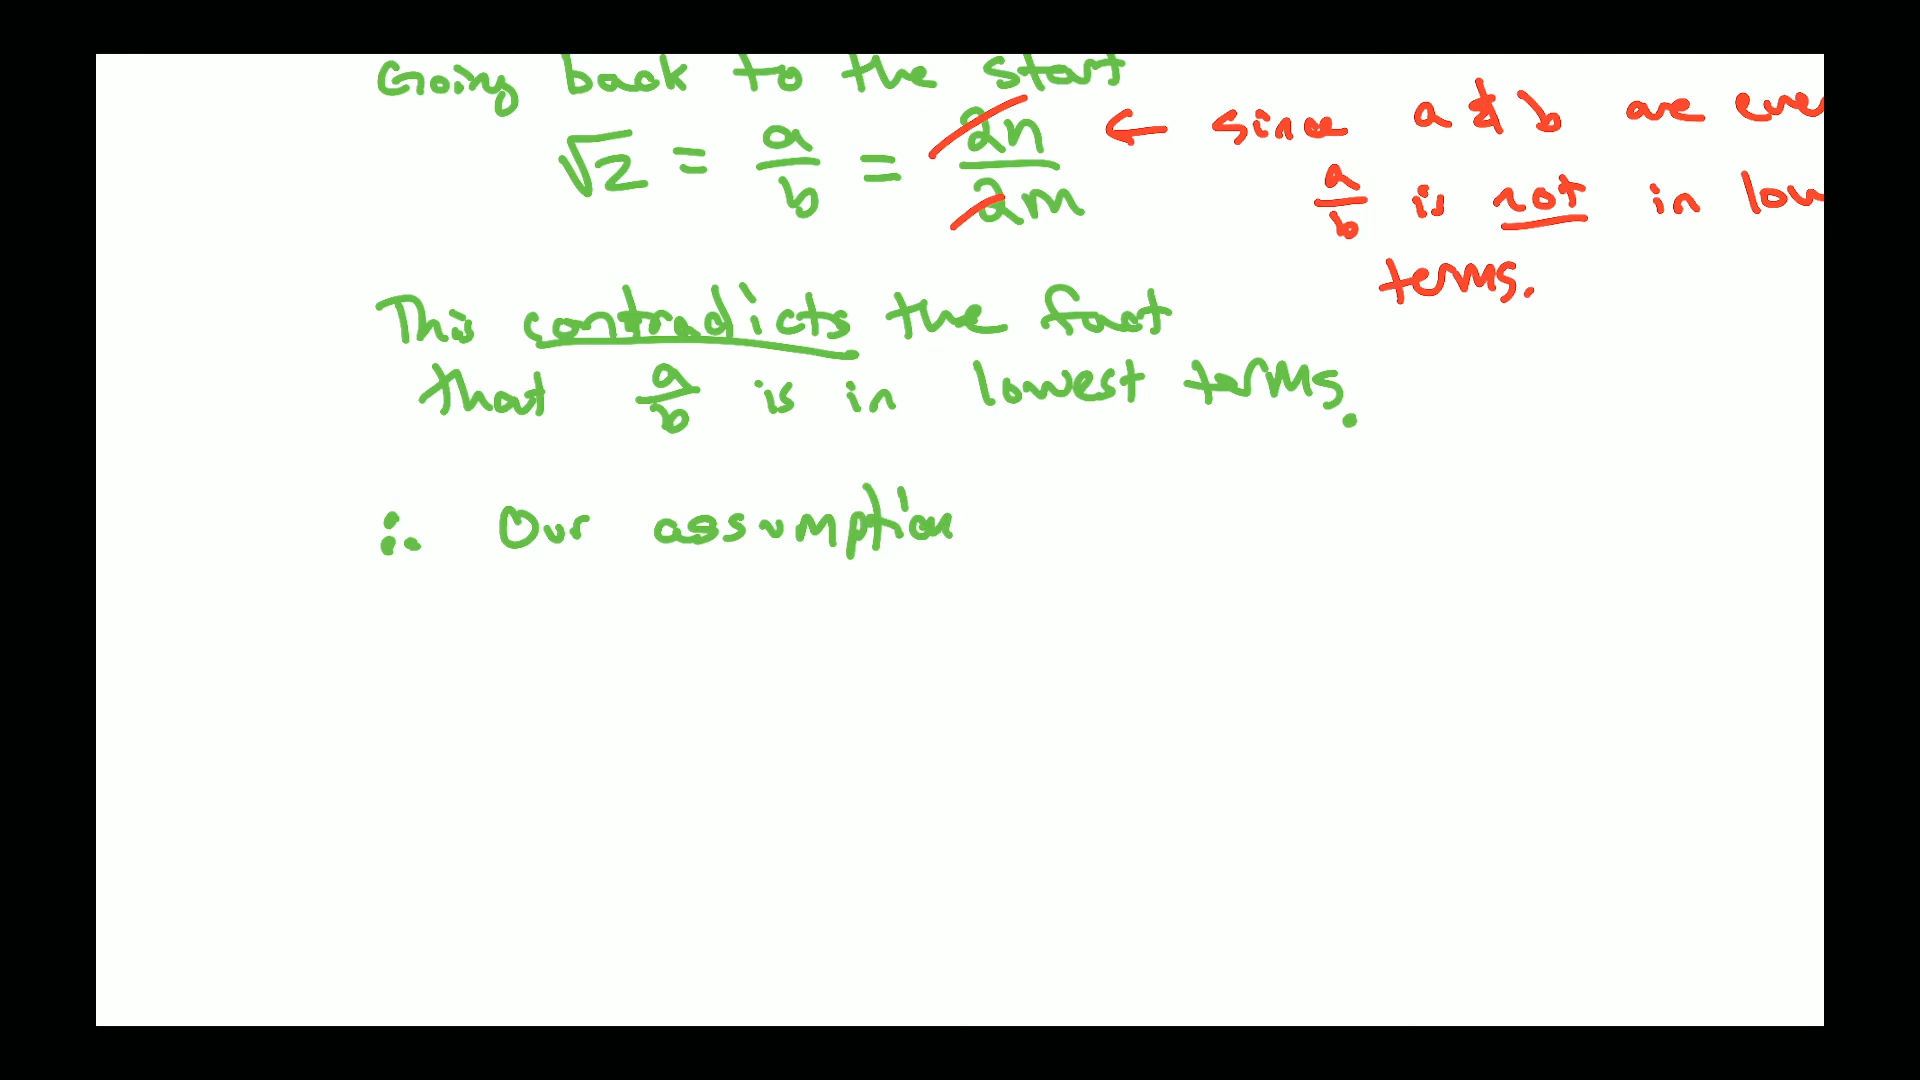 Going back to the start
√2 = a/b = 2n/2m ← since a & b are eve
a/b is not in low
terms.
This contradicts the fact
that a/b is in lowest terms.
∴ Our assumption